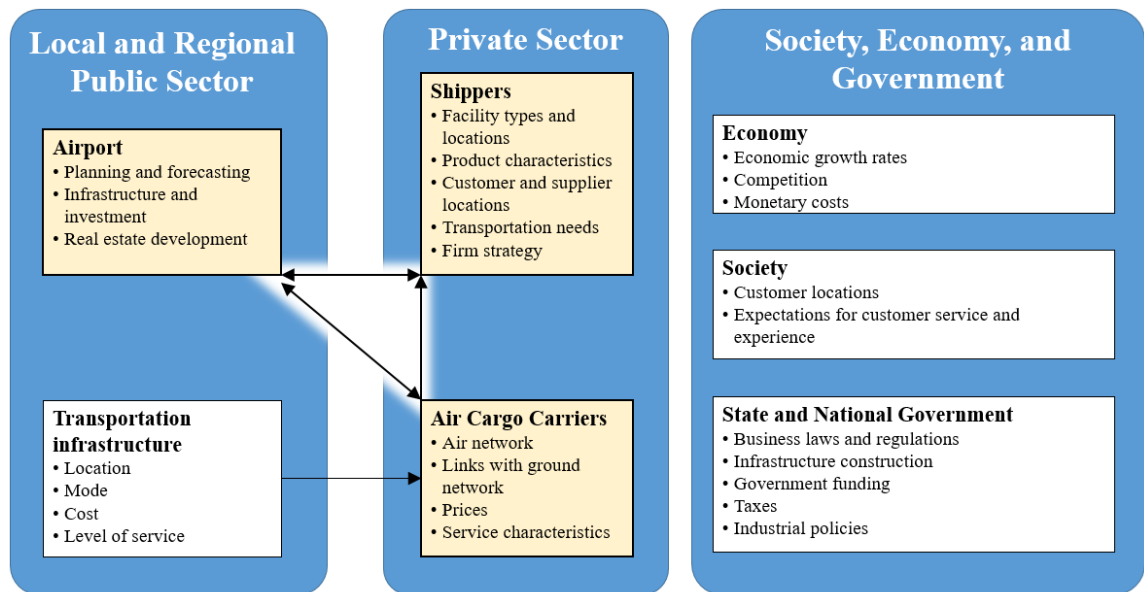 Local and Regional
Public Sector
Airport
• Planning and forecasting
• Infrastructure and
investment
• Real estate development
Transportation
infrastructure
• Location
• Mode
• Cost
• Level of service
Private Sector
Shippers
• Facility types and
locations
• Product characteristics
• Customer and supplier
locations
• Transportation needs
• Firm strategy
Air Cargo Carriers
• Air network
• Links with ground
network
• Prices
• Service characteristics
Society, Economy, and
Government
Economy
• Economic growth rates
• Competition
• Monetary costs
Society
• Customer locations
• Expectations for customer service and
experience
State and National Government
• Business laws and regulations
• Infrastructure construction
• Government funding
• Taxes
• Industrial policies